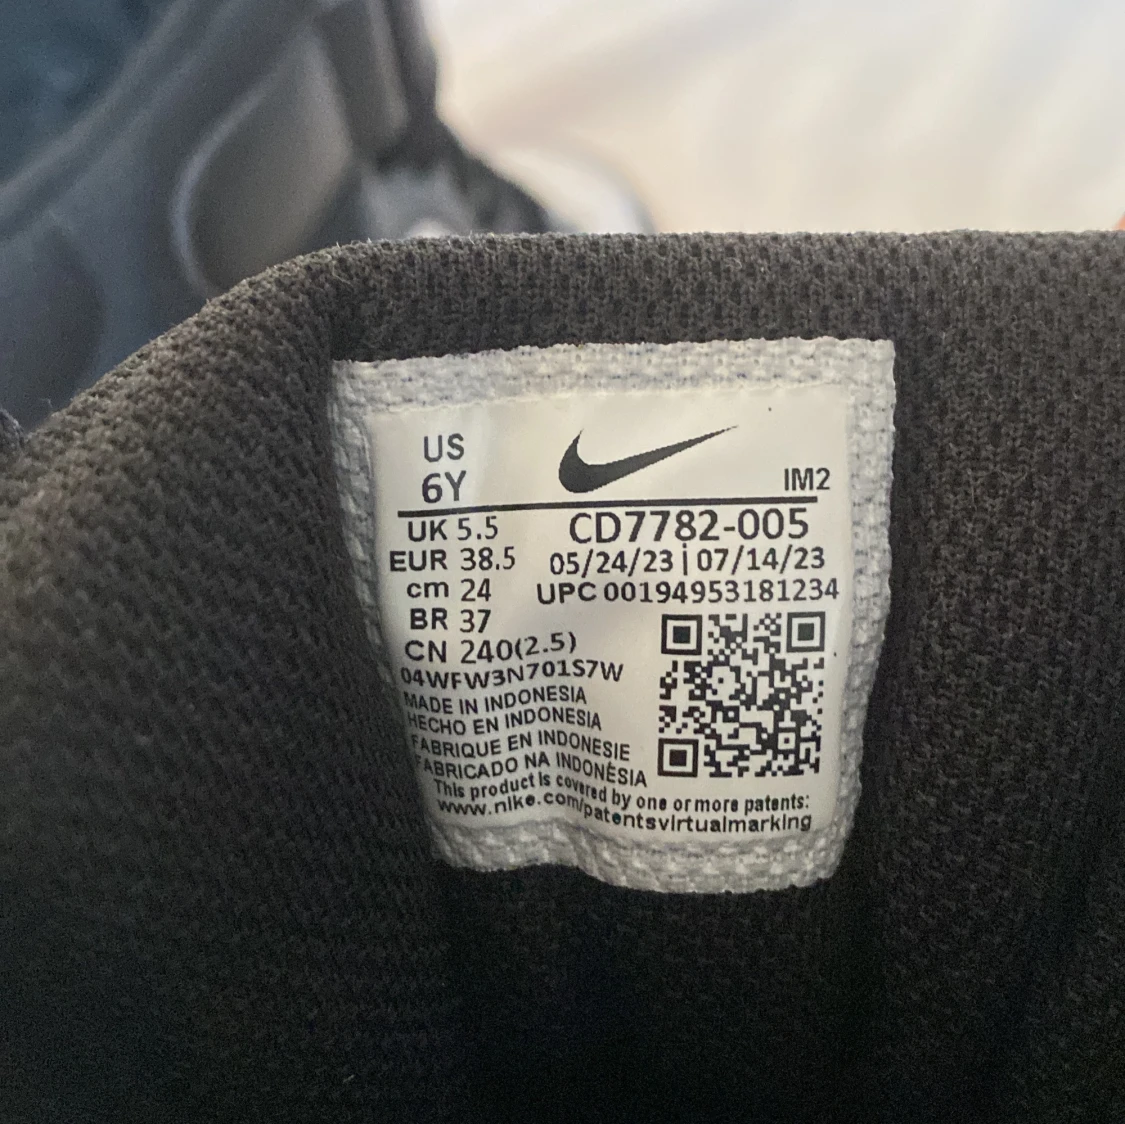 US
6Y
IM2
UK 5.5
CD7782-005
EUR 38.5
05/24/23 | 07/14/23
cm 24
UPC 00194953181234
BR 37
CN 240(2.5)
04WFW3N701S7W
MADE IN INDONESIA
HECHO EN INDONESIA
FABRIQUE EN INDONESIE
FABRICADO NA INDONÉSIA
This product is covered by one or more patents:
www.nike.com/patentsvirtualmarking